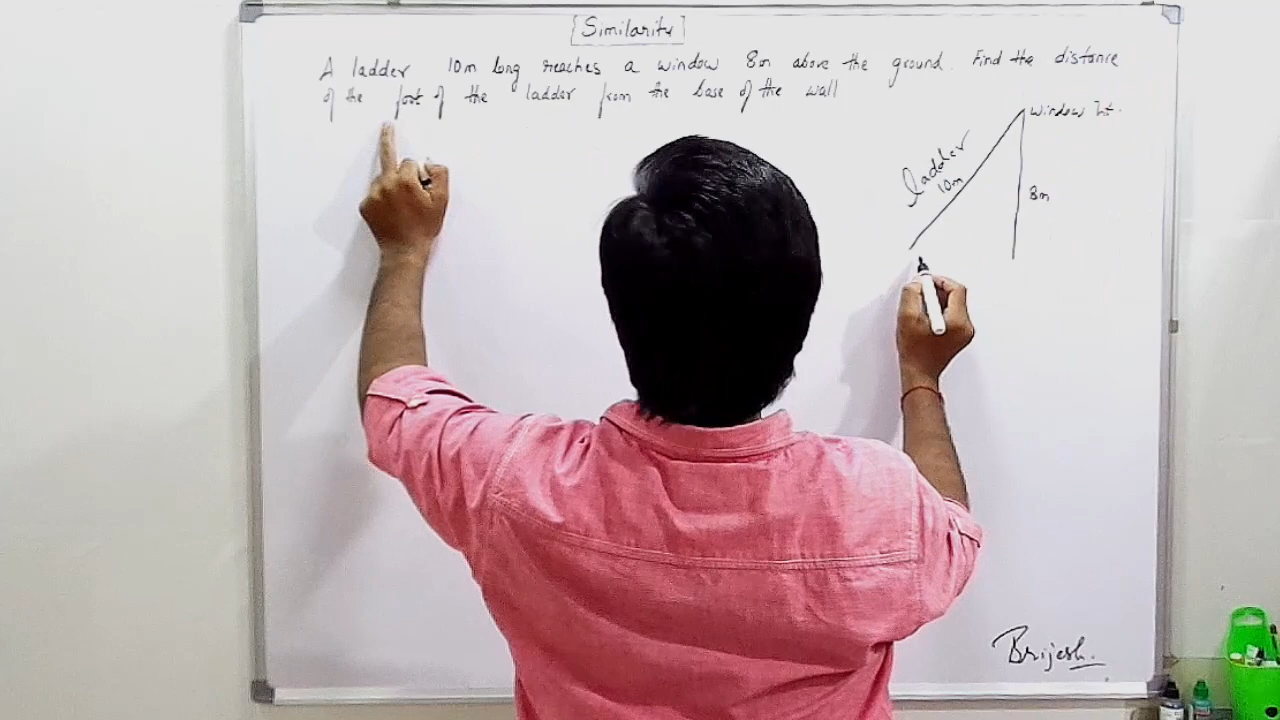 [Similarity]
A ladder 10m long reaches a window 8m above the ground. Find the distance
of the foot of the ladder from the base of the wall
window ht.
ladder
10m
8m
Brijesh.